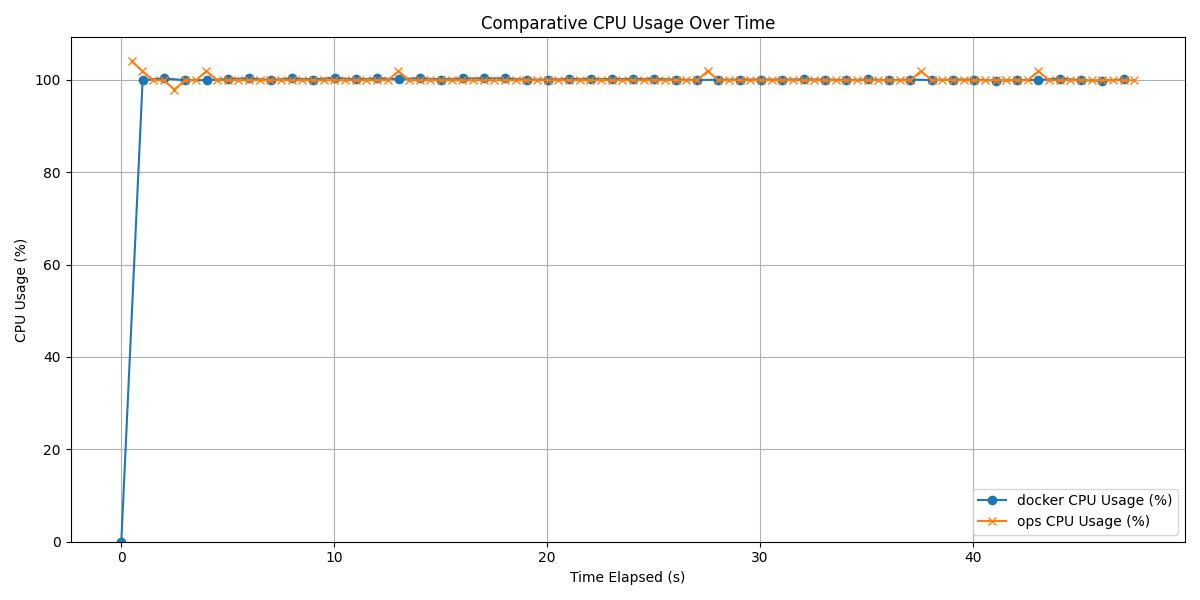 Comparative CPU Usage Over Time
CPU Usage (%)
100
80
60
40
20
0
0 10 20 30 40
Time Elapsed (s)
docker CPU Usage (%)
ops CPU Usage (%)